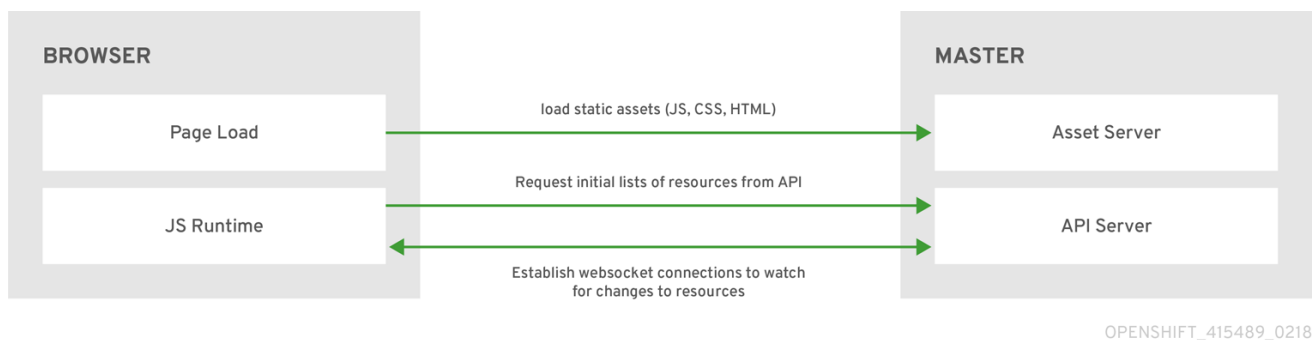 BROWSER
MASTER
load static assets (JS, CSS, HTML)
Page Load
Asset Server
Request initial lists of resources from API
JS Runtime
API Server
Establish websocket connections to watch
for changes to resources
OPENSHIFT_415489_0218